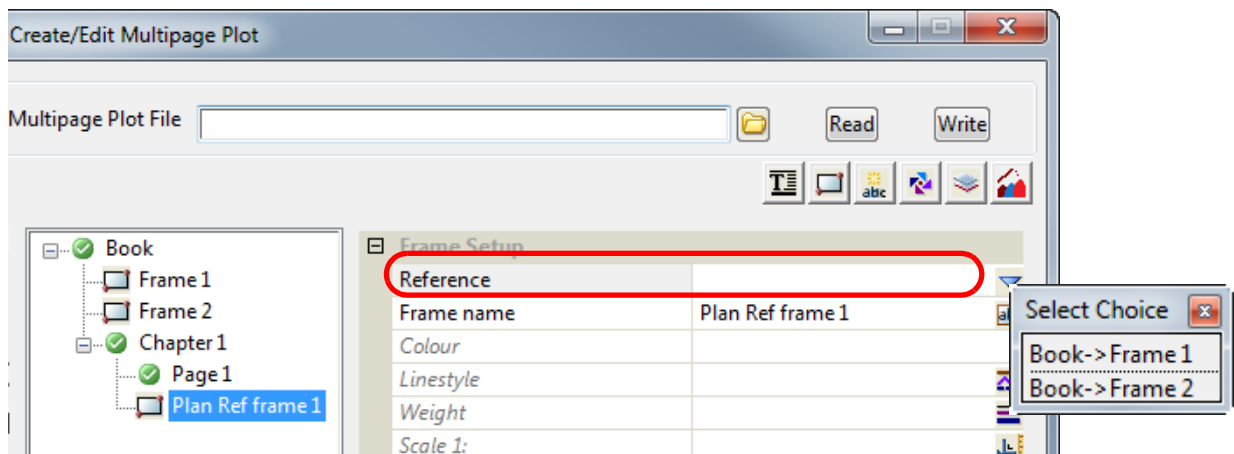 Create/Edit Multipage Plot
Multipage Plot File
Read
Write
T
abc
Book
Frame 1
Frame 2
Chapter 1
Page 1
Plan Ref frame 1
Frame Setup
Reference
Frame name Plan Ref frame 1
Colour
Linestyle
Weight
Scale 1:
Select Choice
Book->Frame 1
Book->Frame 2